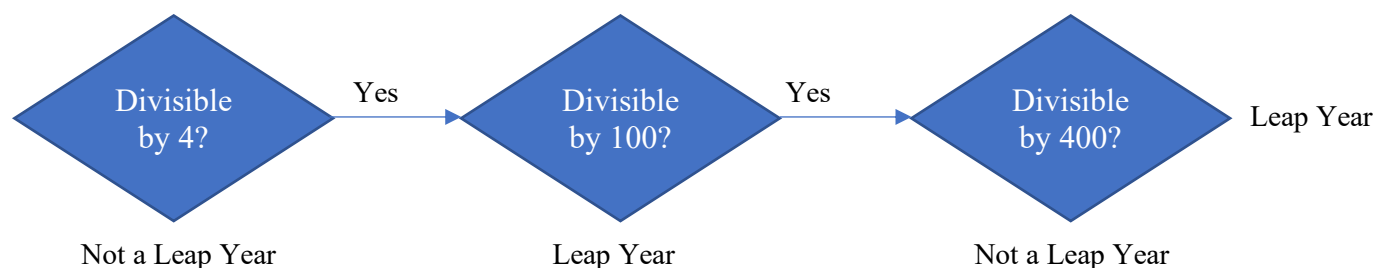 Divisible
by 4?
Yes
Divisible
by 100?
Yes
Divisible
by 400?
Leap Year
Not a Leap Year
Leap Year
Not a Leap Year